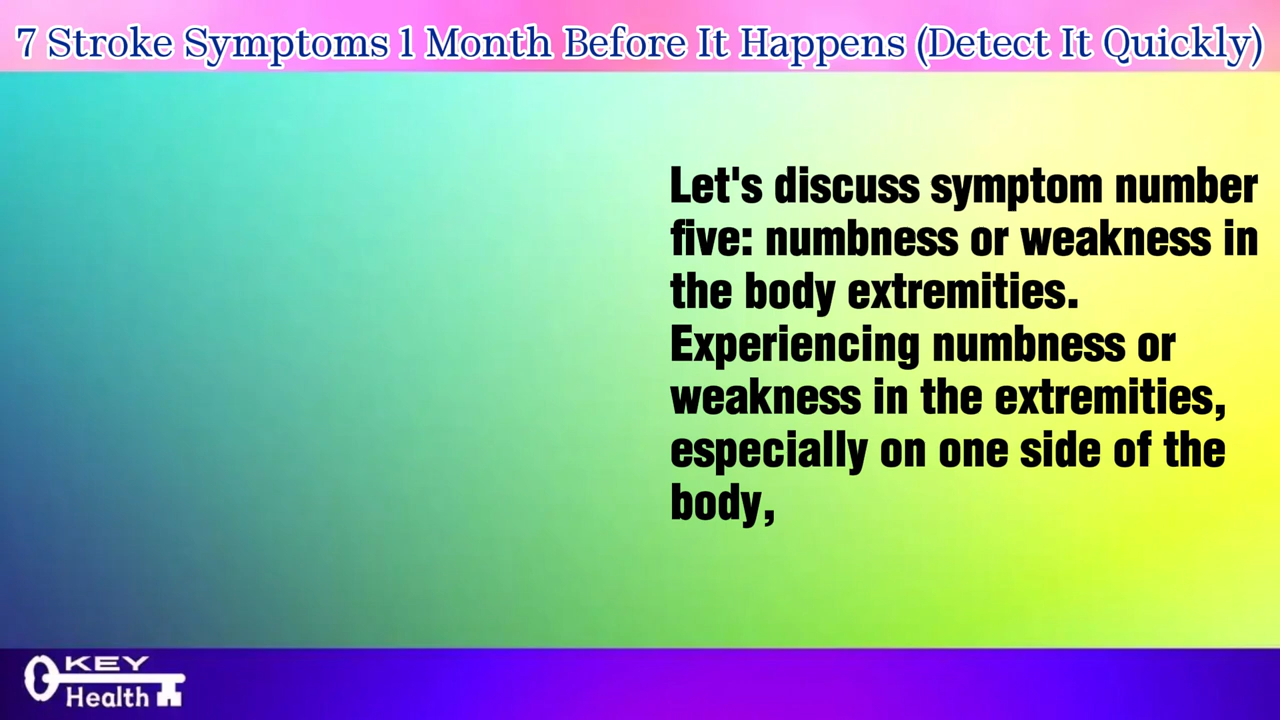 7 Stroke Symptoms 1 Month Before It Happens (Detect It Quickly)
Let's discuss symptom number
five: numbness or weakness in
the body extremities.
Experiencing numbness or
weakness in the extremities,
especially on one side of the
body,
KEY
Health